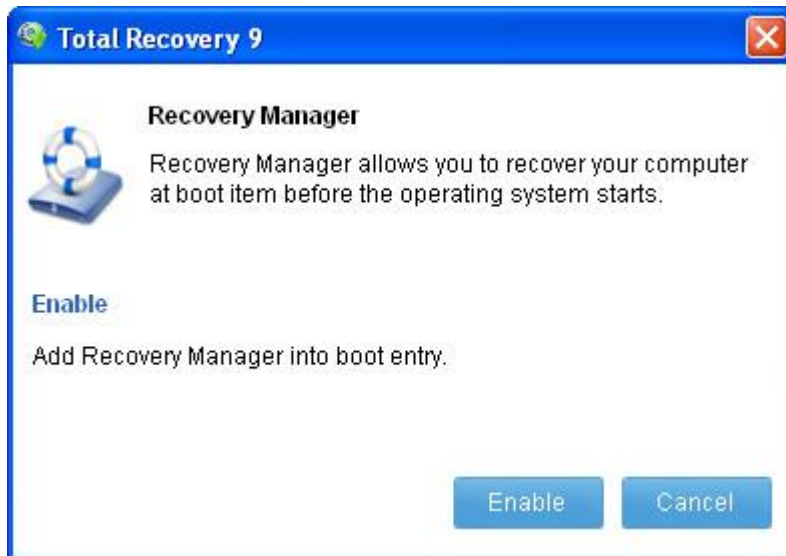 Total Recovery 9
Recovery Manager
Recovery Manager allows you to recover your computer
at boot item before the operating system starts.
Enable
Add Recovery Manager into boot entry.
Enable
Cancel